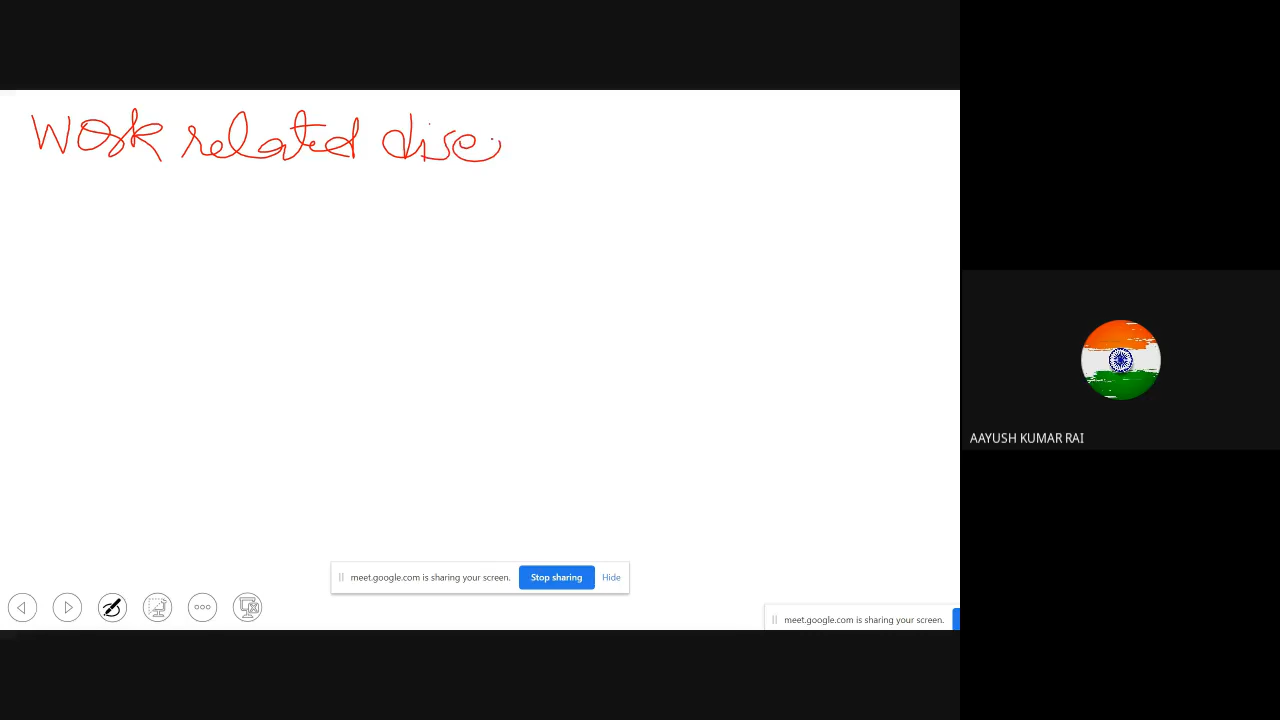 Work related dise
meet.google.com is sharing your screen. Stop sharing Hide
meet.google.com is sharing your screen.
AAYUSH KUMAR RAI